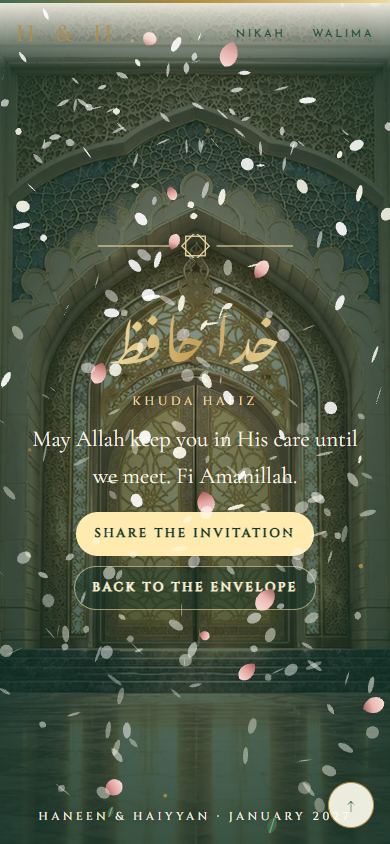 H & H
NIKAH WALIMA
خدا حافظ
KHUDA HAFIZ
May Allah keep you in His care until
we meet. Fi Amanillah.
SHARE THE INVITATION
BACK TO THE ENVELOPE
↑
HANEEN & HAIYYAN · JANUARY